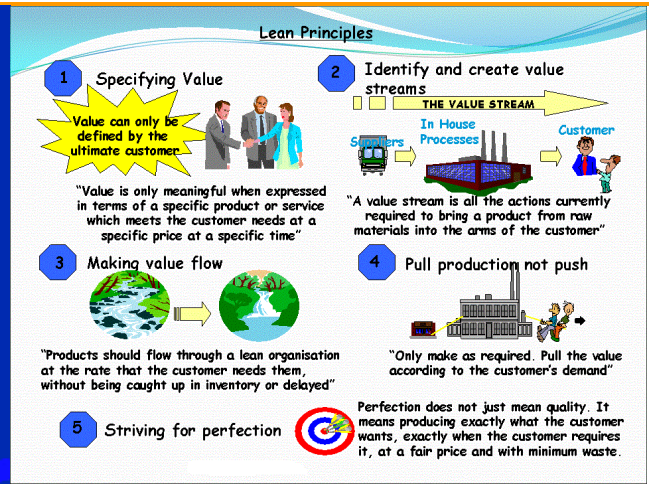 Lean Principles
1
Specifying Value
Value can only be
defined by the
ultimate customer
"Value is only meaningful when expressed
in terms of a specific product or service
which meets the customer needs at a
specific price at a specific time"
2
Identify and create value
streams
THE VALUE STREAM
Suppliers
In House
Processes
Customer
"A value stream is all the actions currently
required to bring a product from raw
materials into the arms of the customer"
3
Making value flow
"Products should flow through a lean organisation
at the rate that the customer needs them,
without being caught up in inventory or delayed"
4
Pull production not push
"Only make as required. Pull the value
according to the customer's demand"
5
Striving for perfection
Perfection does not just mean quality. It
means producing exactly what the customer
wants, exactly when the customer requires
it, at a fair price and with minimum waste.